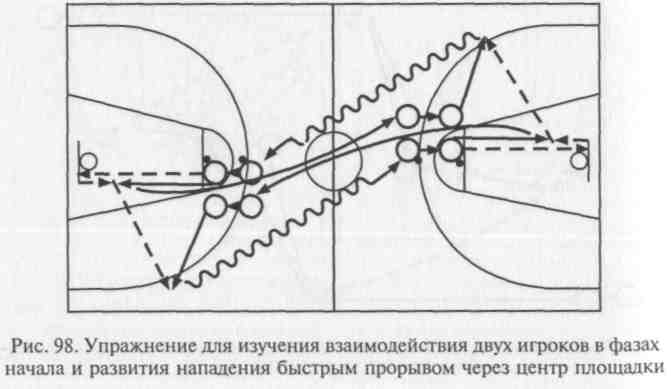 Рис. 98. Упражнение для изучения взаимодействия двух игроков в фазах
начала и развития нападения быстрым прорывом через центр площадки